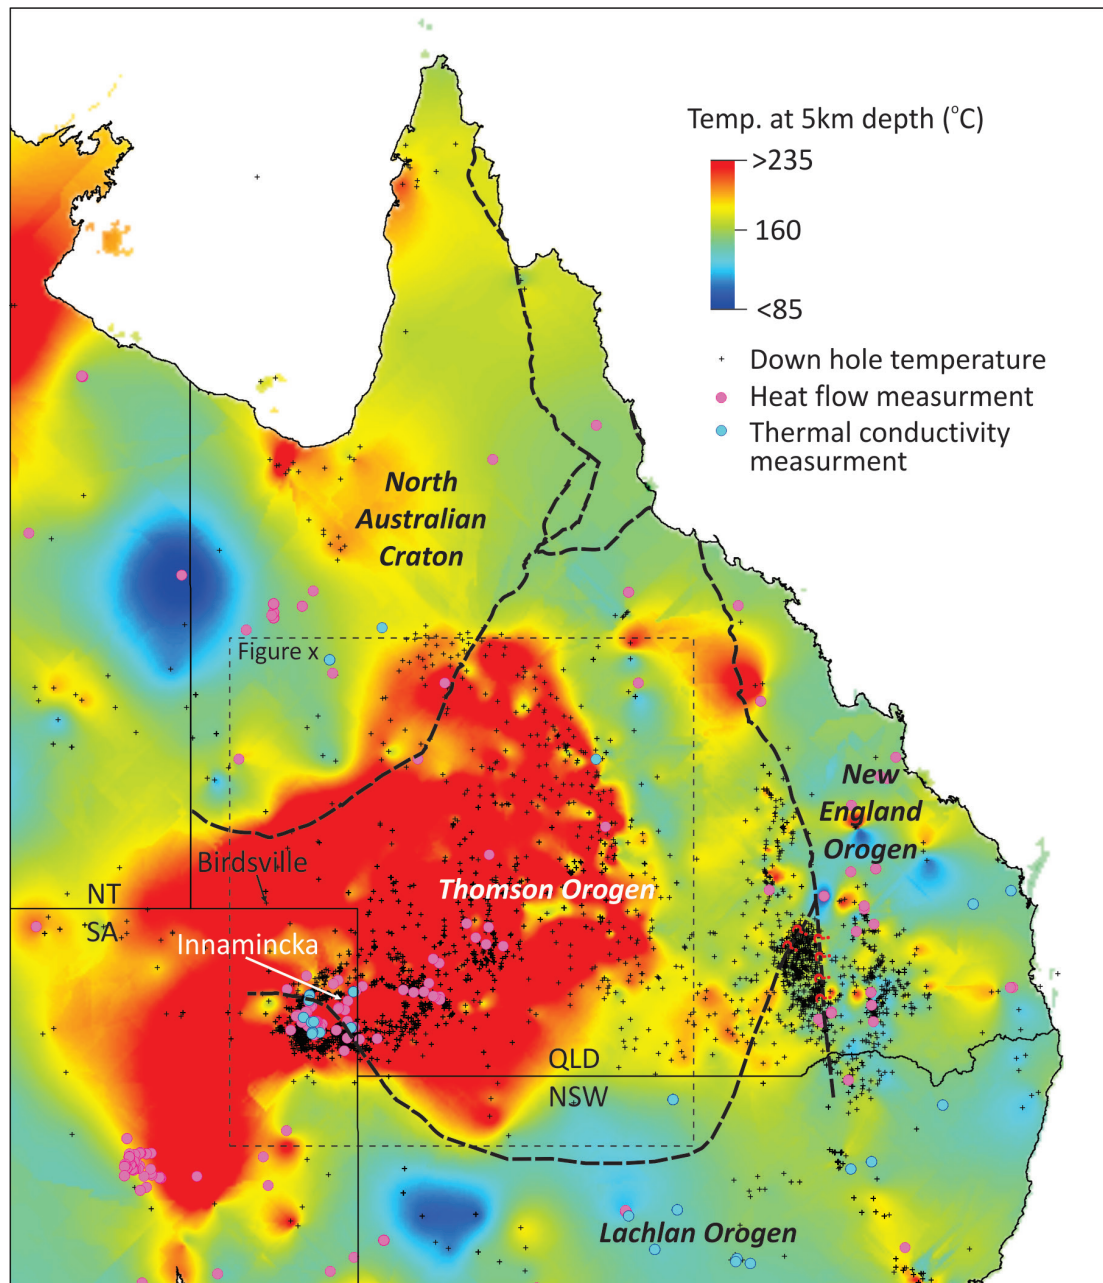 Temp. at 5km depth (°C)
>235
160
<85
Down hole temperature
Heat flow measurment
Thermal conductivity
measurment
North
Australian
Craton
Figure x
New
England
Orogen
Birdsville
Thomson Orogen
NT
SA
Innamincka
QLD
NSW
Lachlan Orogen